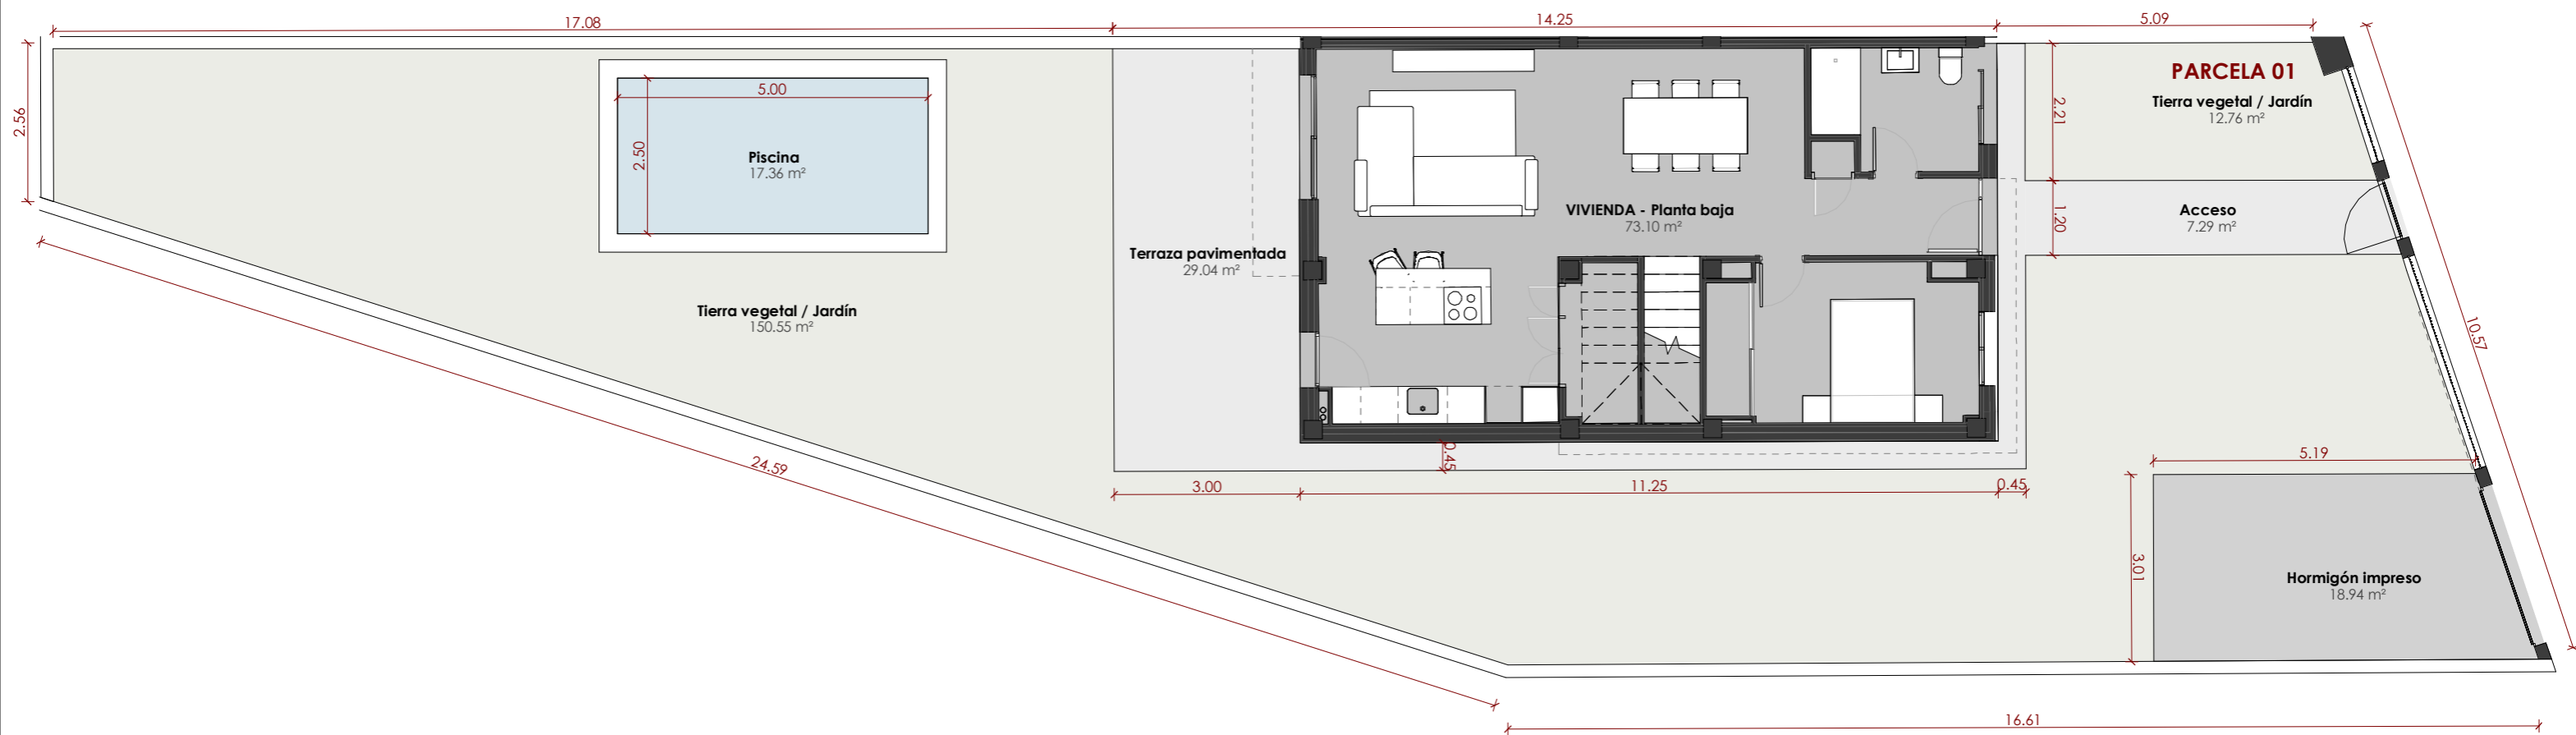 17.08
14.25
5.09
2.56
5.00
2.50
Piscina
17.36 m²
PARCELA 01
Tierra vegetal / Jardín
12.76 m²
2.21
1.20
Acceso
7.29 m²
VIVIENDA - Planta baja
73.10 m²
Terraza pavimentada
29.04 m²
Tierra vegetal / Jardín
150.55 m²
10.57
24.59
0.45
3.00
11.25
0.45
5.19
3.01
Hormigón impreso
18.94 m²
16.61